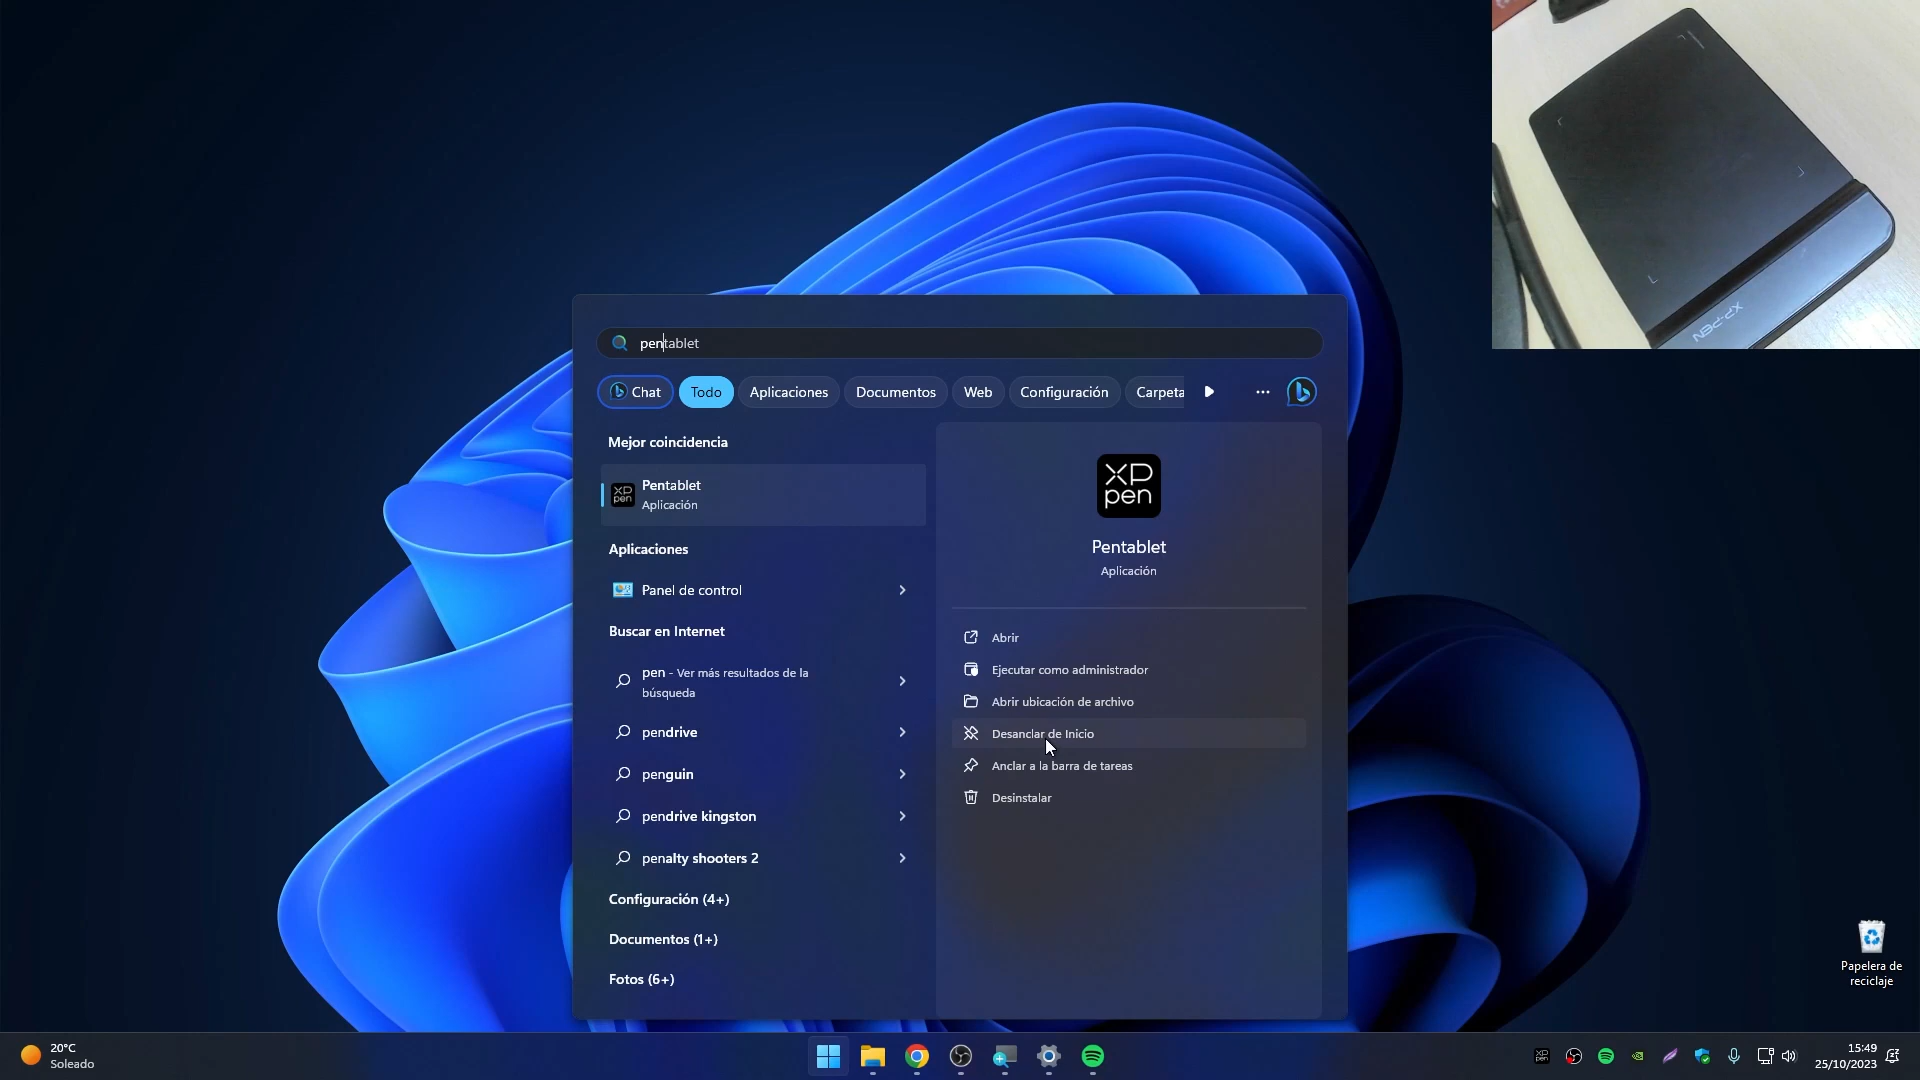 pentablet
Chat
Todo
Aplicaciones
Documentos
Web
Configuración
Carpeta
Mejor coincidencia
Pentablet
Aplicación
Aplicaciones
Panel de control
Buscar en Internet
pen - Ver más resultados de la
búsqueda
pendrive
penguin
pendrive kingston
penalty shooters 2
Configuración (4+)
Documentos (1+)
Fotos (6+)
XP
pen
Pentablet
Aplicación
Abrir
Ejecutar como administrador
Abrir ubicación de archivo
Desanclar de Inicio
Anclar a la barra de tareas
Desinstalar
XP-PEN
Papelera de
reciclaje
20°C
Soleado
15:49
25/10/2023